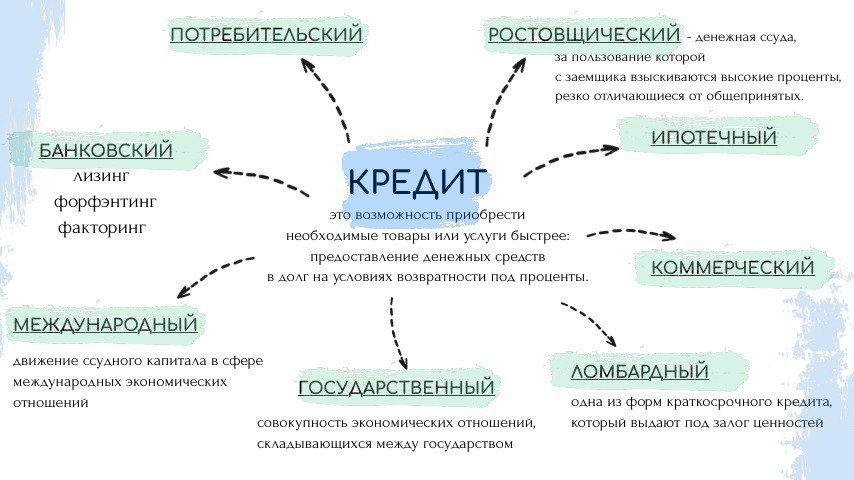 ПОТРЕБИТЕЛЬСКИЙ
РОСТОВЩИЧЕСКИЙ - денежная ссуда,
за пользование которой
с заемщика взыскиваются высокие проценты,
резко отличающиеся от общепринятых.
ИПОТЕЧНЫЙ
БАНКОВСКИЙ
лизинг
форфэнтинг
факторинг
КРЕДИТ
это возможность приобрести
необходимые товары или услуги быстрее:
предоставление денежных средств
в долг на условиях возвратности под проценты.
КОММЕРЧЕСКИЙ
МЕЖДУНАРОДНЫЙ
движение ссудного капитала в сфере
международных экономических
отношений
ГОСУДАРСТВЕННЫЙ
совокупность экономических отношений,
складывающихся между государством
ЛОМБАРДНЫЙ
одна из форм краткосрочного кредита,
который выдают под залог ценностей